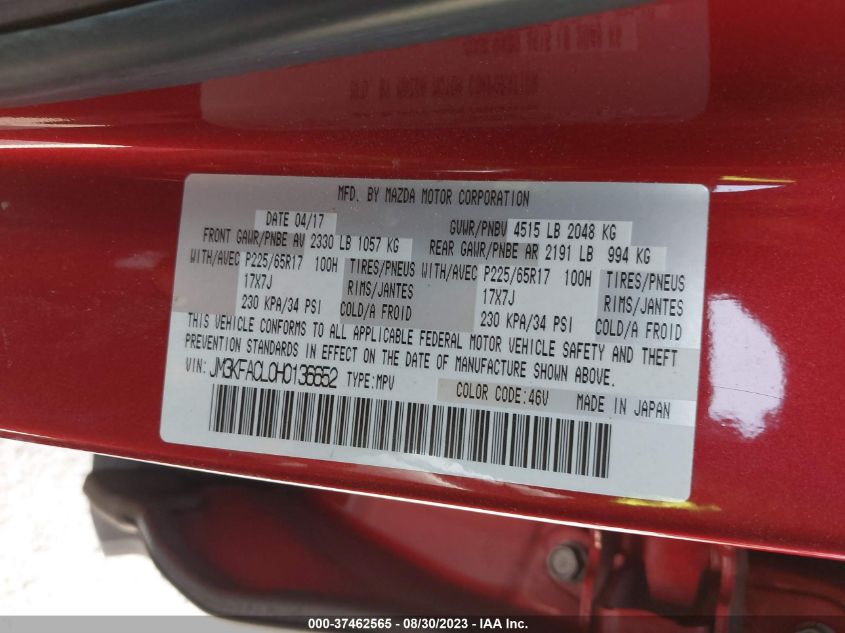 MFD. BY MAZDA MOTOR CORPORATION
DATE 04/17 GVWR/PNBV 4515 LB 2048 KG
FRONT GAWR/PNBE AV 2330 LB 1057 KG REAR GAWR/PNBE AR 2191 LB 994 KG
WITH/AVEC P225/65R17 100H TIRES/PNEUS WITH/AVEC P225/65R17 100H TIRES/PNEUS
17X7J RIMS/JANTES 17X7J RIMS/JANTES
230 KPA/34 PSI COLD/A FROID 230 KPA/34 PSI COLD/A FROID
THIS VEHICLE CONFORMS TO ALL APPLICABLE FEDERAL MOTOR VEHICLE SAFETY AND THEFT
PREVENTION STANDARDS IN EFFECT ON THE DATE OF MANUFACTURE SHOWN ABOVE.
VIN: JM3KFACL0H0136652 TYPE:MPV COLOR CODE:46V MADE IN JAPAN
000-37462565 - 08/30/2023 - IAA Inc.